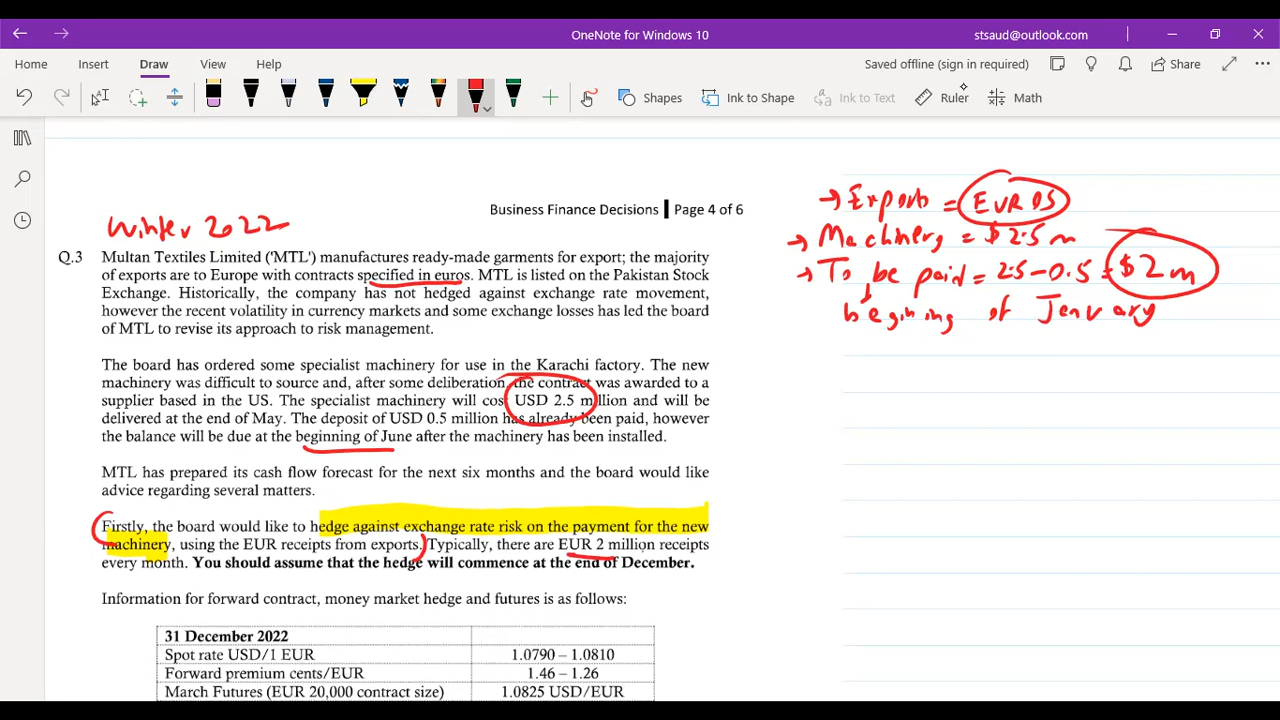 OneNote for Windows 10
stsaud@outlook.com
Home Insert Draw View Help
Saved offline (sign in required)
Share
Shapes
Ink to Shape
Ink to Text
Ruler
Math
Business Finance Decisions | Page 4 of 6
Winter 2022
Q.3 Multan Textiles Limited ('MTL') manufactures ready-made garments for export; the majority
of exports are to Europe with contracts specified in euros. MTL is listed on the Pakistan Stock
Exchange. Historically, the company has not hedged against exchange rate movement,
however the recent volatility in currency markets and some exchange losses has led the board
of MTL to revise its approach to risk management.
The board has ordered some specialist machinery for use in the Karachi factory. The new
machinery was difficult to source and, after some deliberation, the contract was awarded to a
supplier based in the US. The specialist machinery will cost USD 2.5 million and will be
delivered at the end of May. The deposit of USD 0.5 million has already been paid, however
the balance will be due at the beginning of June after the machinery has been installed.
MTL has prepared its cash flow forecast for the next six months and the board would like
advice regarding several matters.
Firstly, the board would like to hedge against exchange rate risk on the payment for the new
machinery, using the EUR receipts from exports. Typically, there are EUR 2 million receipts
every month. You should assume that the hedge will commence at the end of December.
Information for forward contract, money market hedge and futures is as follows:
31 December 2022
Spot rate USD/1 EUR 1.0790 – 1.0810
Forward premium cents/EUR 1.46 – 1.26
March Futures (EUR 20,000 contract size) 1.0825 USD/EUR
→ Exports = EUROS
→ Machinery = $ 2.5 m
→ To be paid = 2.5 - 0.5 = $ 2 m
begining of Jenuary